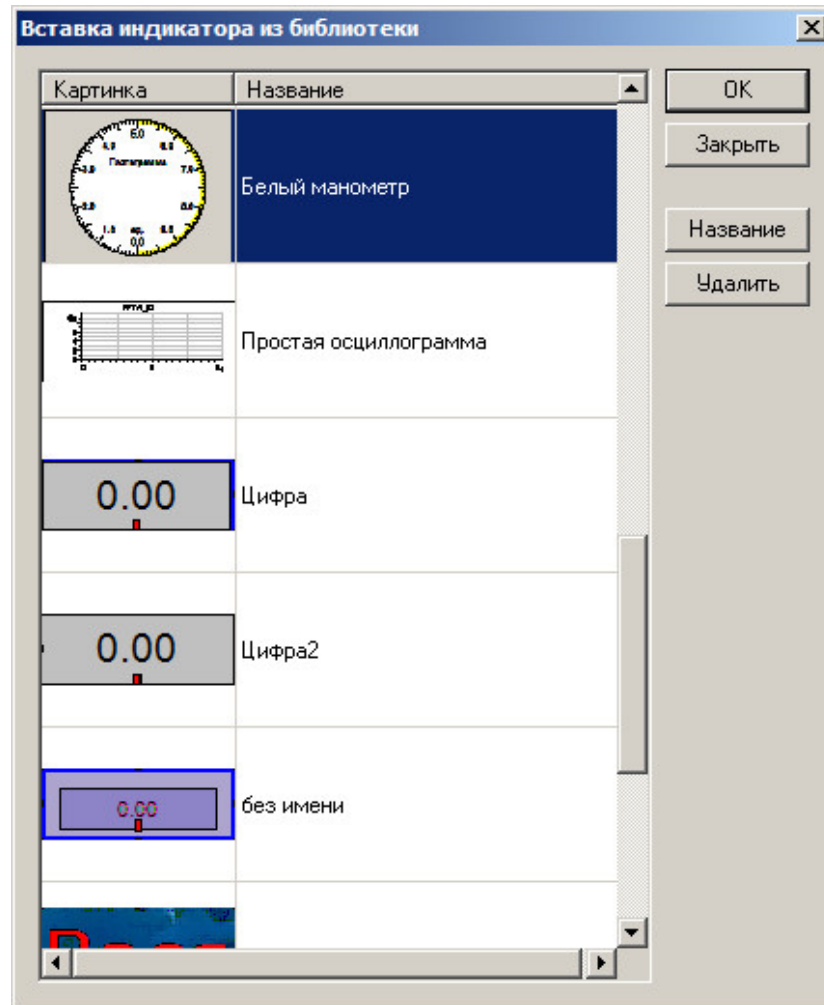 Вставка индикатора из библиотеки
Картинка Название
OK
Закрыть
Название
Удалить
Белый манометр
Простая осциллограмма
0.00
Цифра
0.00
Цифра2
0.00
без имени